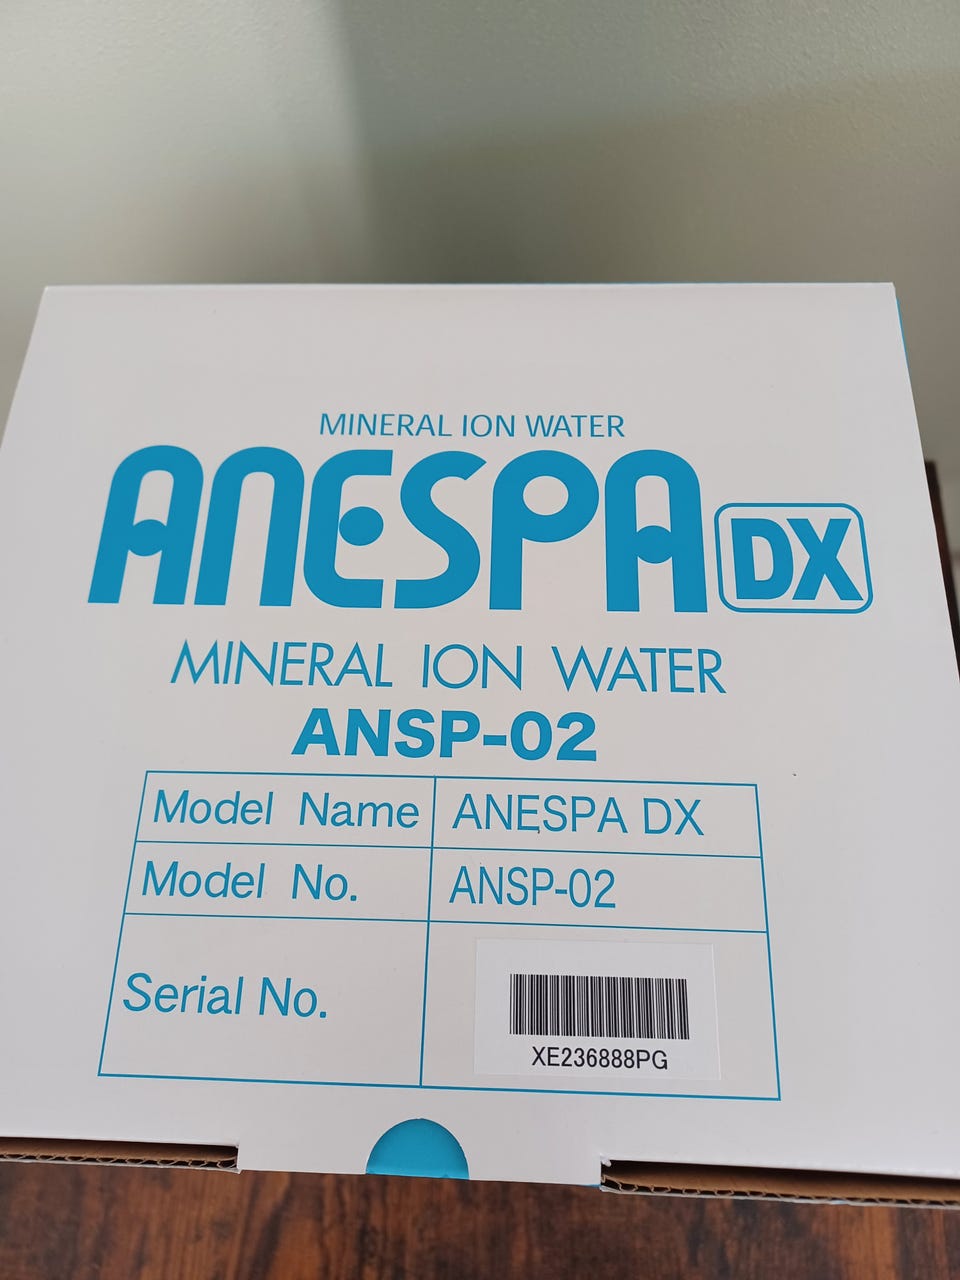 MINERAL ION WATER
ANESPA DX
MINERAL ION WATER
ANSP-02
Model Name ANESPA DX
Model No. ANSP-02
Serial No.
XE236888PG